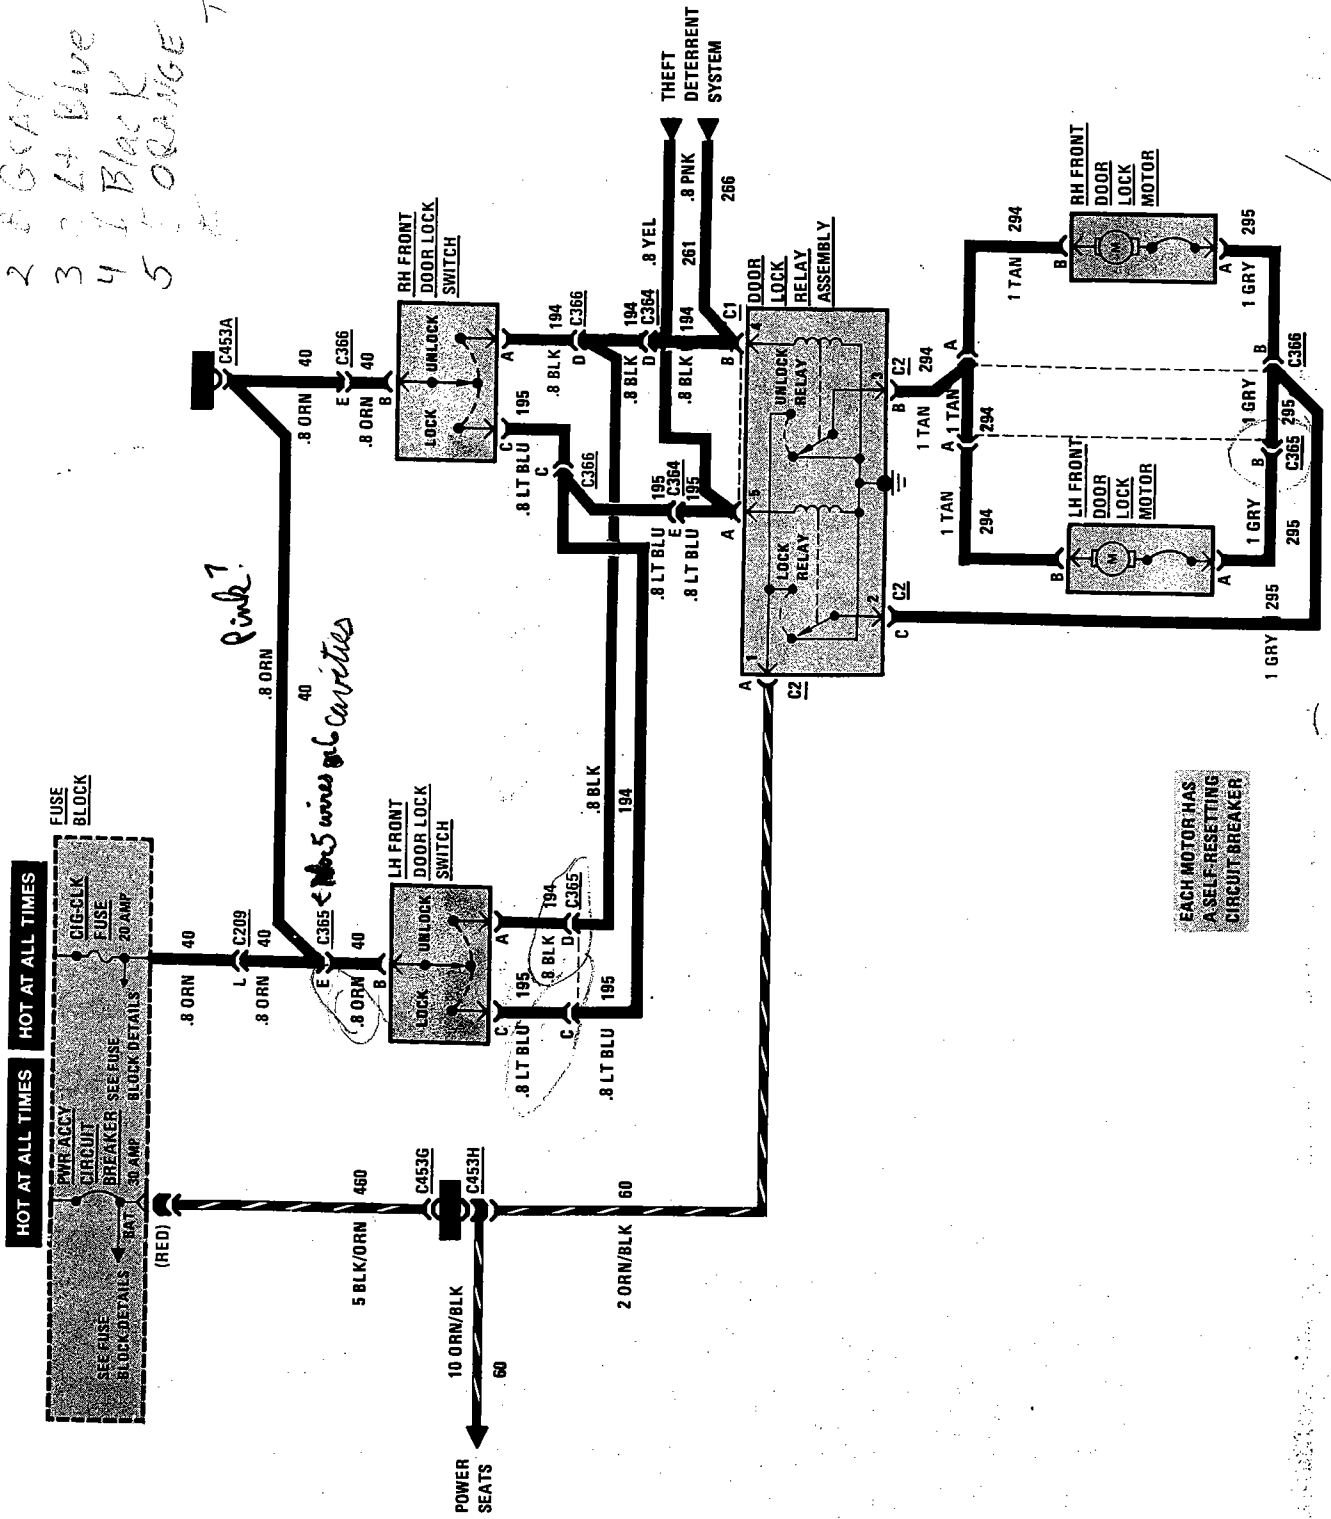 HOT AT ALL TIMES
HOT AT ALL TIMES
PWR ACCY
CIRCUIT
BREAKER
30 AMP
BAT
SEE FUSE
BLOCK DETAILS
CIG-CLK
FUSE
20 AMP
SEE FUSE
BLOCK DETAILS
FUSE
BLOCK
(RED)
5 BLK/ORN
460
C453G
C453H
10 ORN/BLK
60
POWER
SEATS
2 ORN/BLK
60
.8 ORN
40
L
C209
.8 ORN
40
E
C365
.8 ORN
40
B
5 wires
cavities
.8 ORN
40
Pink?
C453A
.8 ORN
40
E
C366
.8 ORN
40
B
LH FRONT
DOOR LOCK
SWITCH
LOCK
UNLOCK
C
A
.8 LT BLU
195
.8 BLK
194
C
D
C365
.8 LT BLU
195
.8 BLK
194
RH FRONT
DOOR LOCK
SWITCH
LOCK
UNLOCK
C
A
.8 LT BLU
195
.8 BLK
194
C
C366
D
C366
.8 LT BLU
195
E
C364
.8 LT BLU
195
A
.8 BLK
194
D
C364
.8 BLK
194
B
C1
.8 YEL
261
.8 PNK
266
THEFT
DETERRENT
SYSTEM
DOOR
LOCK
RELAY
ASSEMBLY
A
C2
1
5
4
LOCK
RELAY
UNLOCK
RELAY
2
3
C
C2
B
C2
1 TAN
294
A
1 TAN
294
A
1 TAN
294
B
LH FRONT
DOOR
LOCK
MOTOR
M
A
1 GRY
295
B
C365
1 GRY
295
B
C366
1 TAN
294
B
RH FRONT
DOOR
LOCK
MOTOR
M
A
1 GRY
295
1 GRY
295
EACH MOTOR HAS
A SELF-RESETTING
CIRCUIT BREAKER
2 GRAY
3 Lt Blue
4 Black
5 ORANGE